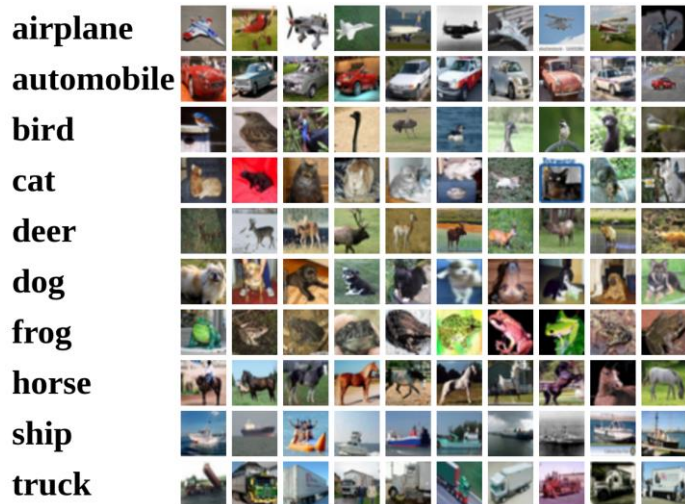 airplane
automobile
bird
cat
deer
dog
frog
horse
ship
truck